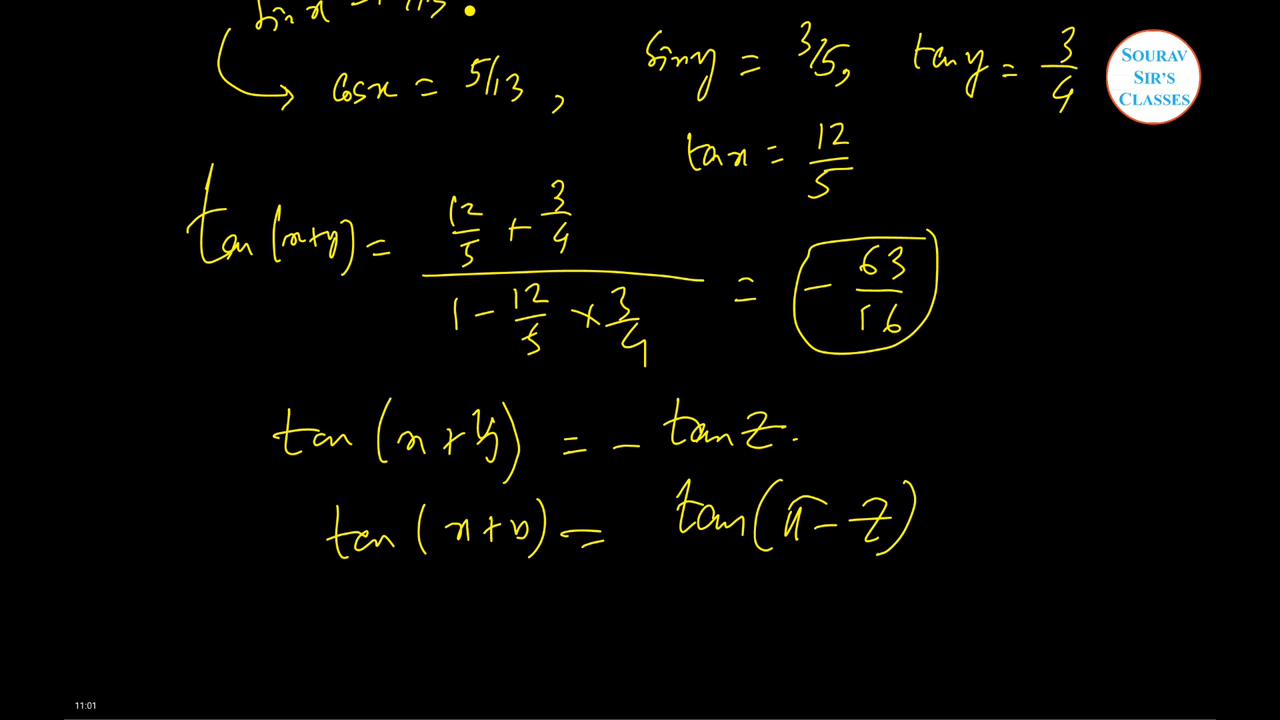 sin x =
cos x = 5/13 ,
sin y = 3/5, tan y = 3/4
SOURAV
SIR'S
CLASSES
tan x = 12/5
tan (x+y) = (12/5 + 3/4) / (1 - 12/5 × 3/4) = - 63/16
tan (x + y) = - tan z.
tan ( x + y ) = tan (π - z)
11:01